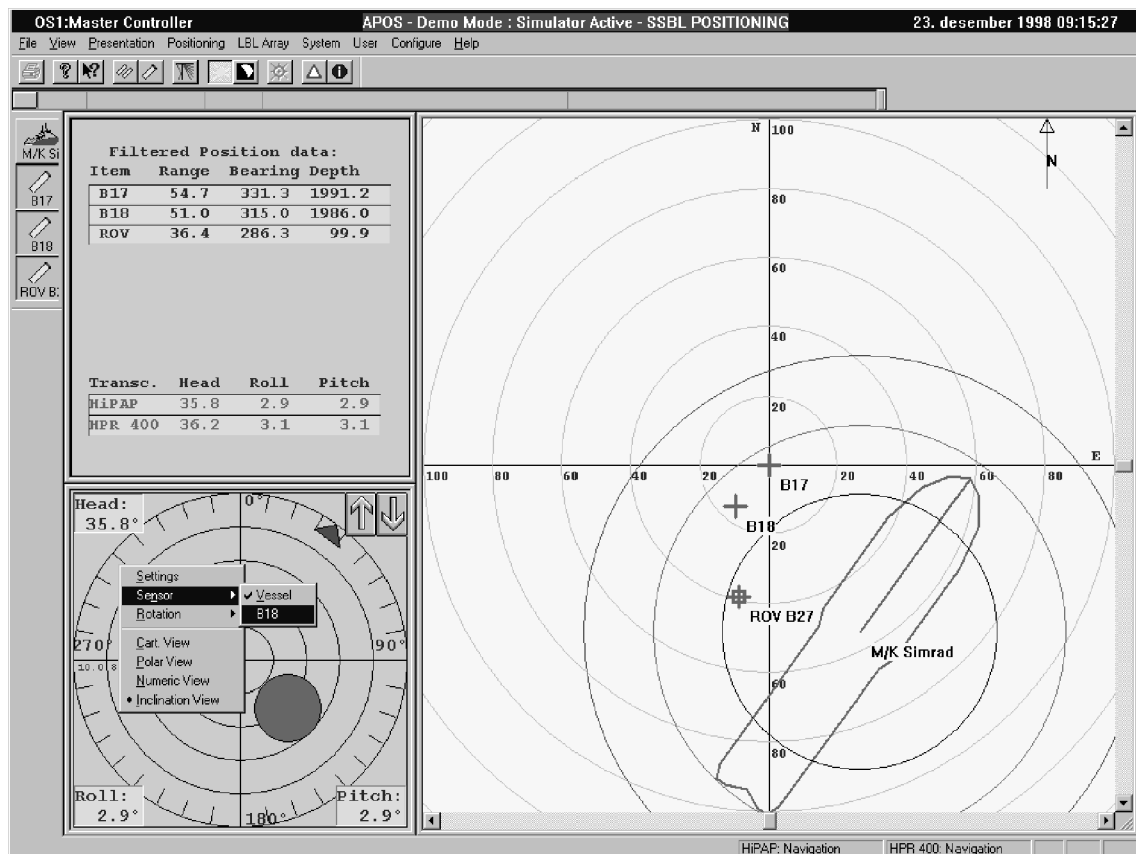 OS1:Master Controller APOS - Demo Mode : Simulator Active - SSBL POSITIONING 23. desember 1998 09:15:27
File View Presentation Positioning LBL Array System User Configure Help
M/K Si
B17
B18
ROV B:
Filtered Position data:
Item Range Bearing Depth
B17 54.7 331.3 1991.2
B18 51.0 315.0 1986.0
ROV 36.4 286.3 99.9
Transc. Head Roll Pitch
HiPAP 35.8 2.9 2.9
HPR 400 36.2 3.1 3.1
Head:
35.8°
0°
90°
180°
270°
Settings
Sensor
Rotation
Cart. View
Polar View
Numeric View
Inclination View
Vessel
B18
Roll:
2.9°
Pitch:
2.9°
N 100
N
80
60
40
20
100 80 60 40 20 20 40 60 80 E
B17
B18
20
ROV B27
M/K Simrad
60
80
HiPAP: Navigation HPR 400: Navigation